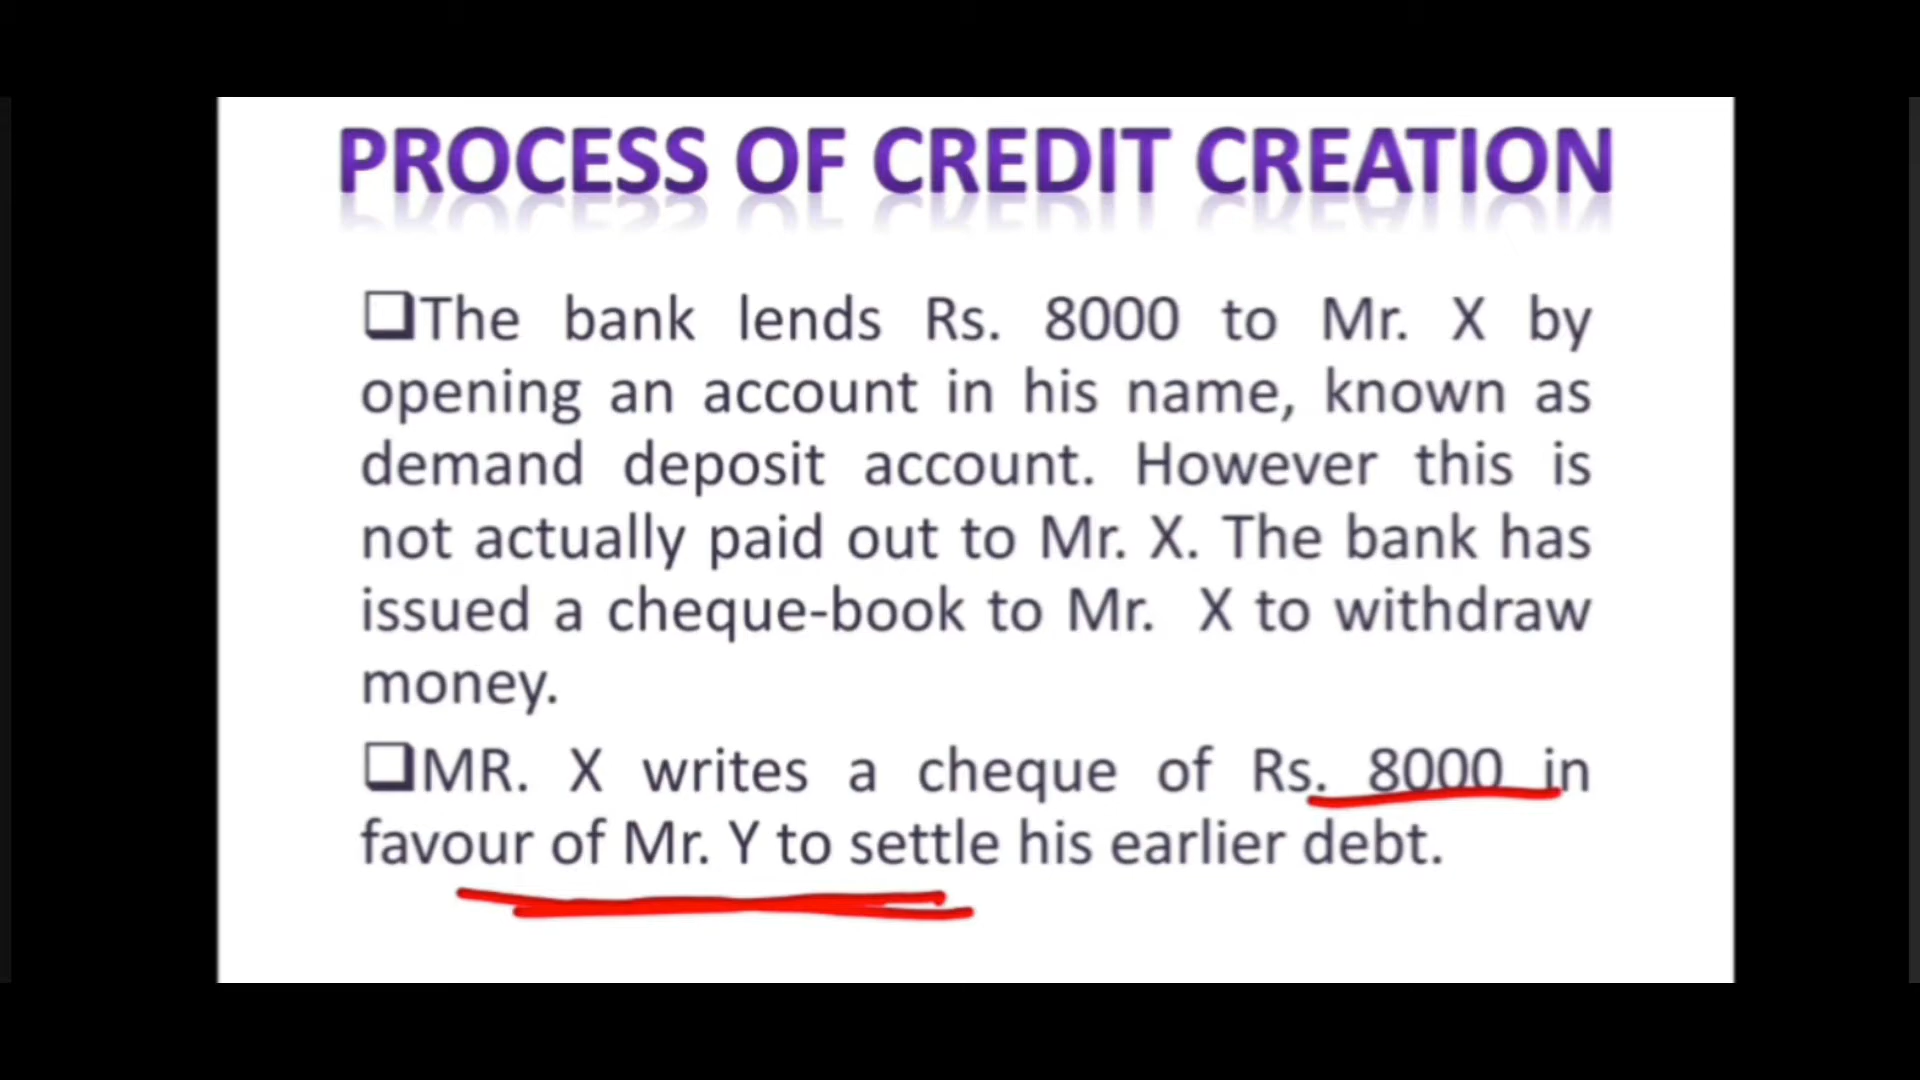 PROCESS OF CREDIT CREATION
❑The bank lends Rs. 8000 to Mr. X by
opening an account in his name, known as
demand deposit account. However this is
not actually paid out to Mr. X. The bank has
issued a cheque-book to Mr. X to withdraw
money.
❑MR. X writes a cheque of Rs. 8000 in
favour of Mr. Y to settle his earlier debt.